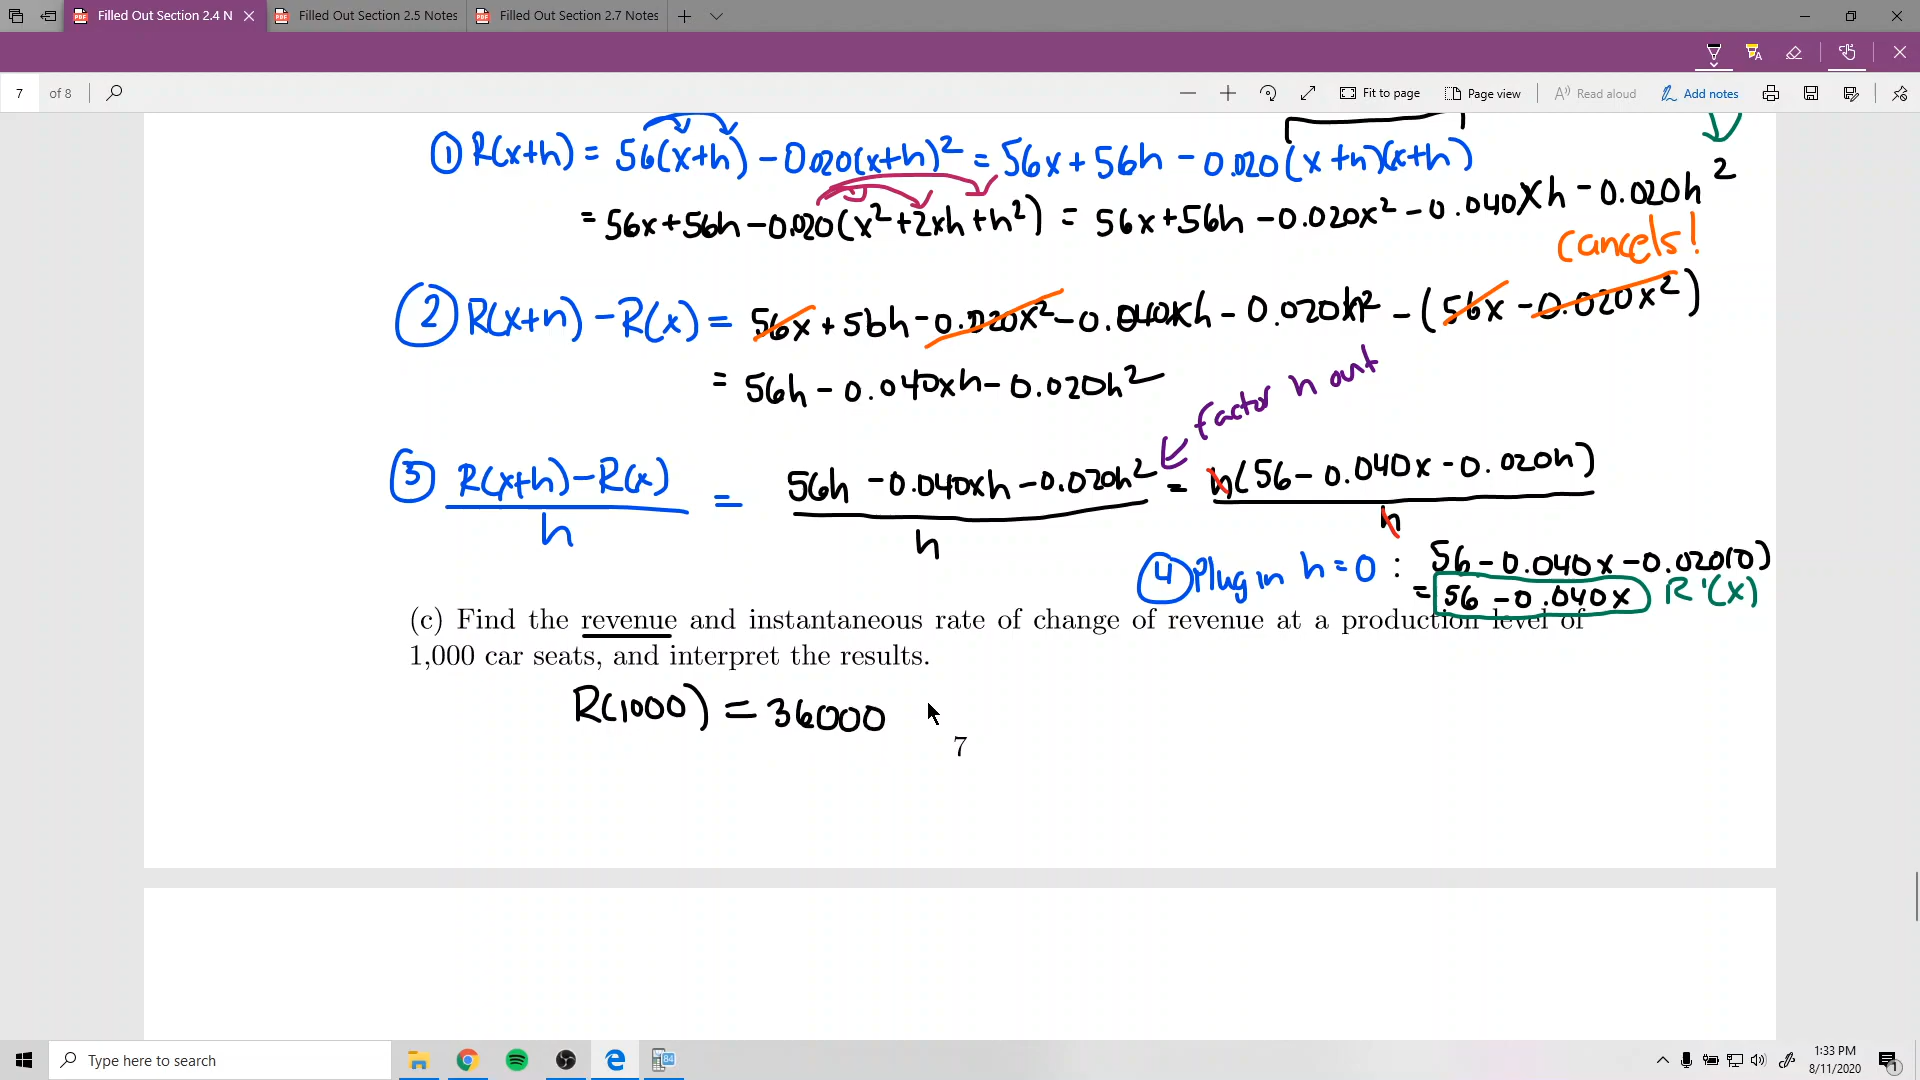 Filled Out Section 2.4 N
Filled Out Section 2.5 Notes
Filled Out Section 2.7 Notes
7 of 8
Fit to page
Page view
Read aloud
Add notes
① R(x+h) = 56(x+h) - 0.020(x+h)² = 56x + 56h - 0.020(x+h)(x+h)
= 56x+56h-0.020(x²+2xh+h²) = 56x+56h-0.020x²-0.040xh-0.020h²
cancels!
② R(x+h) - R(x) = 56x + 56h - 0.020x² - 0.040xh - 0.020h² - (56x - 0.020x²)
= 56h - 0.040xh - 0.020h²
factor h out
③ R(x+h)-R(x) / h = 56h - 0.040xh - 0.020h² / h = h(56 - 0.040x - 0.020h) / h
④ Plug in h=0 : 56 - 0.040x - 0.020(0)
= 56 - 0.040x R'(x)
(c) Find the revenue and instantaneous rate of change of revenue at a production level of
1,000 car seats, and interpret the results.
R(1000) = 36000
7
Type here to search
84
1:33 PM
8/11/2020
1